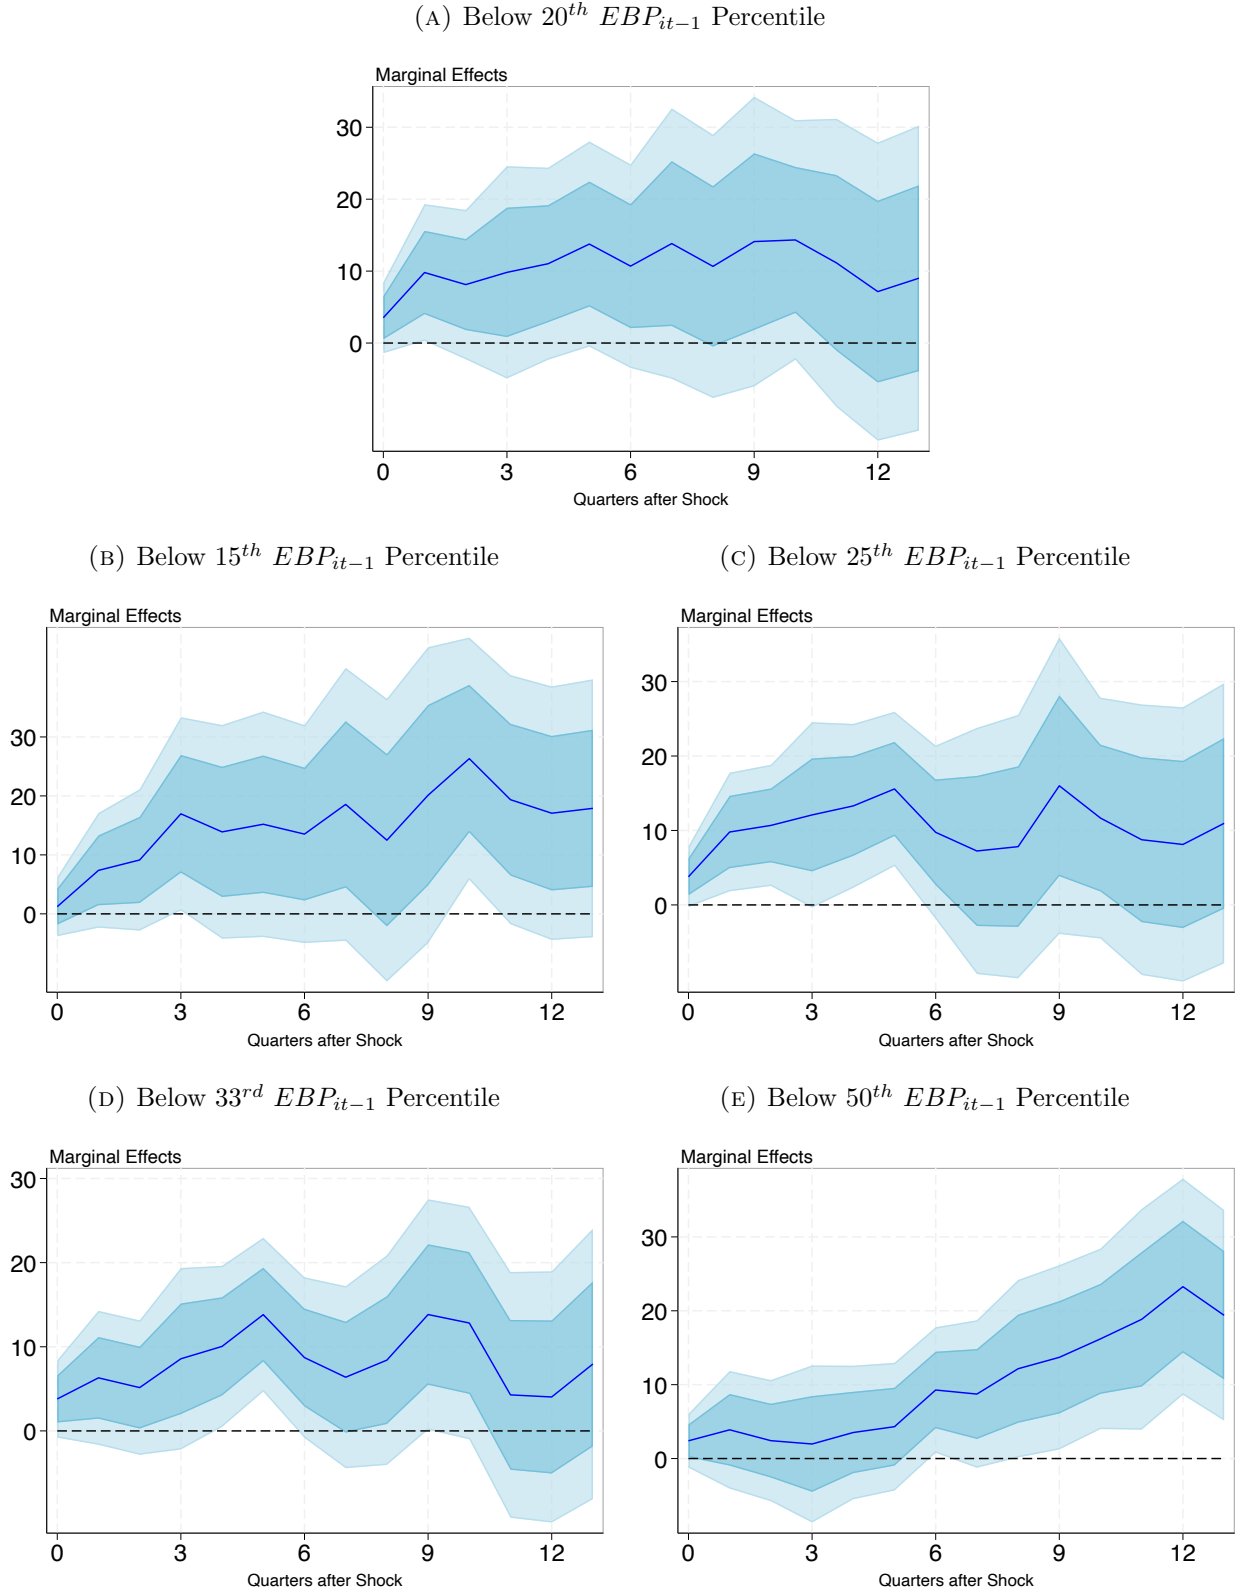 (A) Below 20th EBPit−1 Percentile
Marginal Effects
30
20
10
0
0 3 6 9 12
Quarters after Shock
(B) Below 15th EBPit−1 Percentile
Marginal Effects
30
20
10
0
0 3 6 9 12
Quarters after Shock
(C) Below 25th EBPit−1 Percentile
Marginal Effects
30
20
10
0
0 3 6 9 12
Quarters after Shock
(D) Below 33rd EBPit−1 Percentile
Marginal Effects
30
20
10
0
0 3 6 9 12
Quarters after Shock
(E) Below 50th EBPit−1 Percentile
Marginal Effects
30
20
10
0
0 3 6 9 12
Quarters after Shock